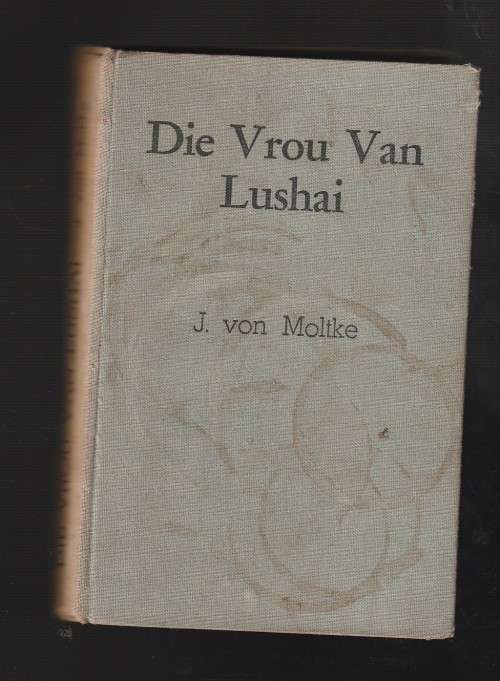 Die Vrou Van
Lushai
J. von Moltke